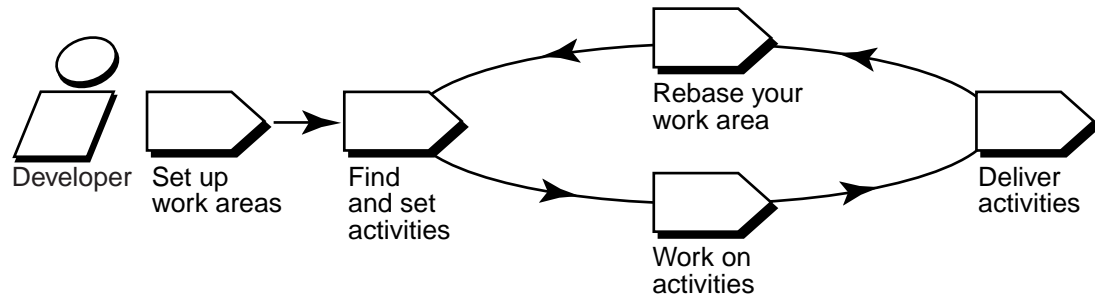 Developer
Set up
work areas
Find
and set
activities
Rebase your
work area
Work on
activities
Deliver
activities